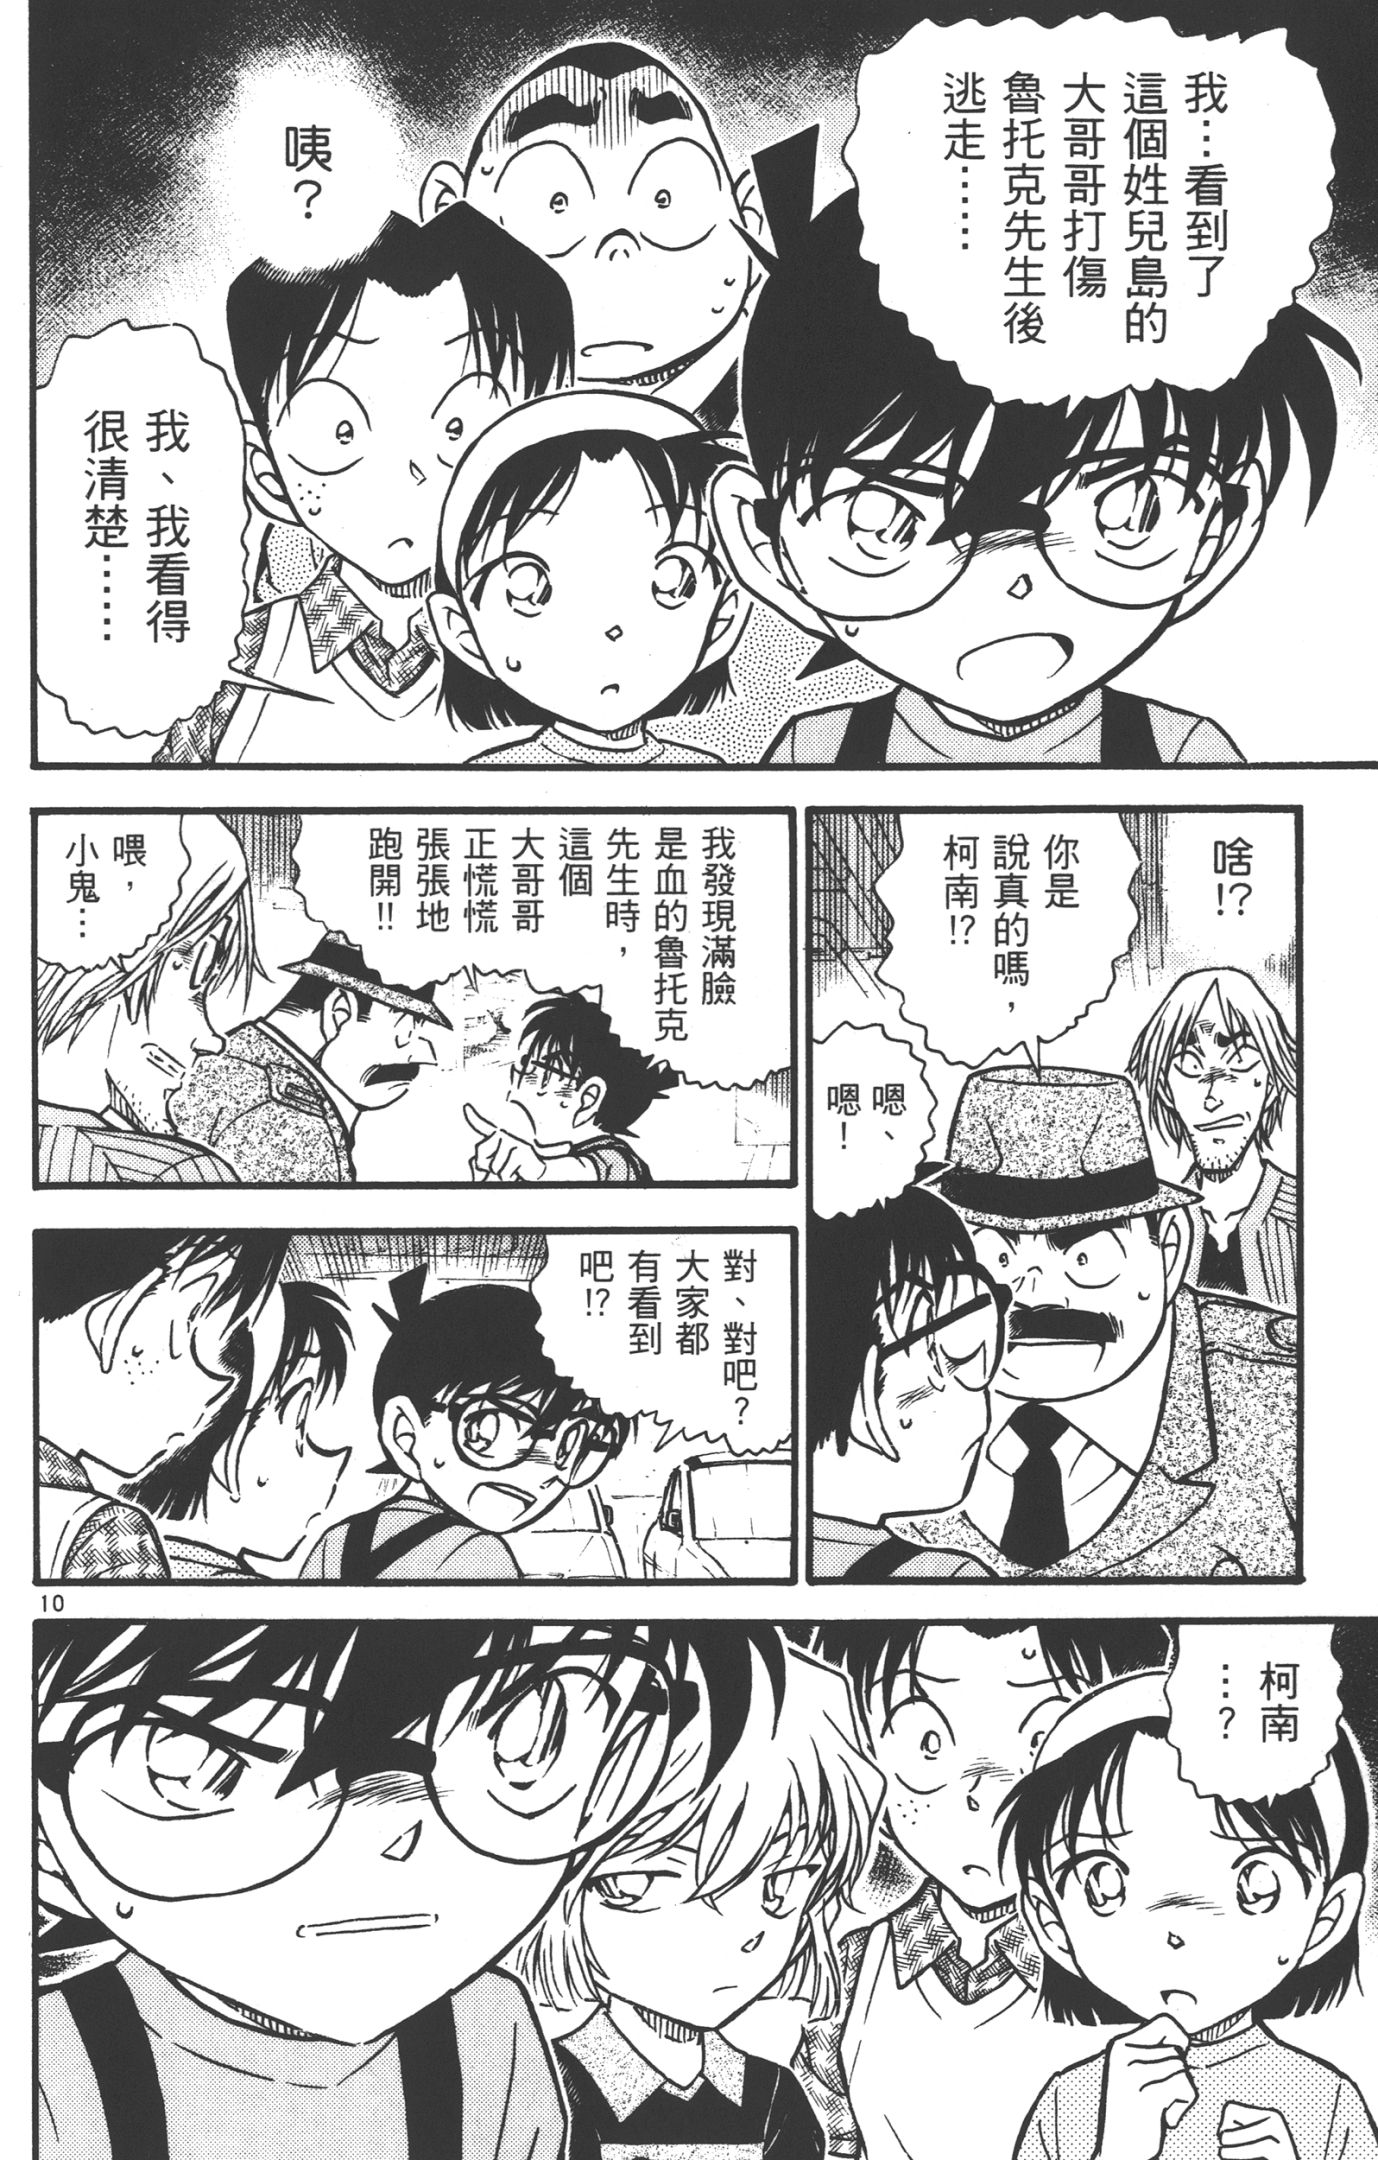 我…看到了
這個姓兒島的
大哥哥打傷
魯托克先生後
逃走……
咦？
我、我看得
很清楚……
啥!?
你是
說真的嗎，
柯南!?
嗯、
嗯！
我發現滿臉
是血的魯托克
先生時，
這個
大哥哥
正慌慌
張張地
跑開!!
喂，
小鬼…
對、對吧？
大家都
有看到
吧!?
10
柯南
…？